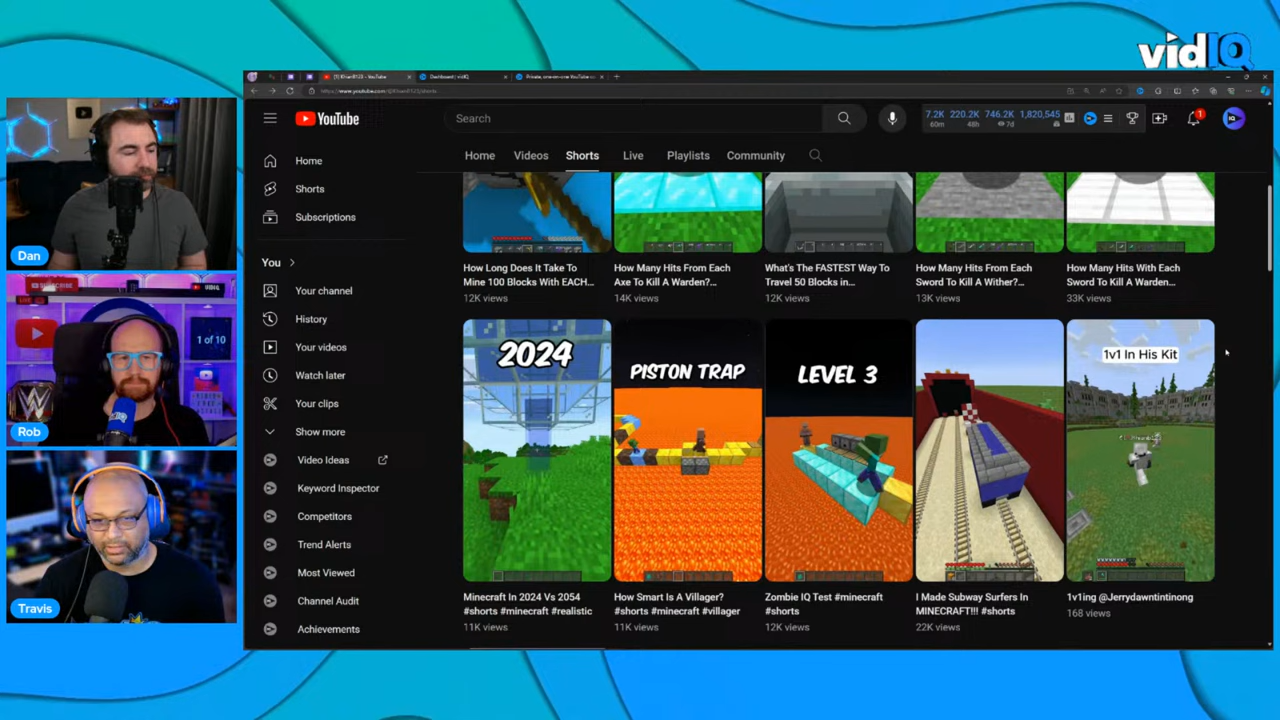 vidIQ
YouTube
Search
7.2K 220.2K 746.2K 1,820,545
60m 48h 7d
1
IQ
Home
Videos
Shorts
Live
Playlists
Community
Home
Shorts
Subscriptions
You
Your channel
History
Your videos
Watch later
Your clips
Show more
Video Ideas
Keyword Inspector
Competitors
Trend Alerts
Most Viewed
Channel Audit
Achievements
How Long Does It Take To
Mine 100 Blocks With EACH...
12K views
How Many Hits From Each
Axe To Kill A Warden?...
14K views
What's The FASTEST Way To
Travel 50 Blocks in...
12K views
How Many Hits From Each
Sword To Kill A Wither?...
13K views
How Many Hits With Each
Sword To Kill A Warden...
33K views
2024
PISTON TRAP
LEVEL 3
1v1 In His Kit
Minecraft In 2024 Vs 2054
#shorts #minecraft #realistic
11K views
How Smart Is A Villager?
#shorts #minecraft #villager
11K views
Zombie IQ Test #minecraft
#shorts
12K views
I Made Subway Surfers In
MINECRAFT!!! #shorts
22K views
1v1ing @Jerrydawntintinong
168 views
Dan
1 of 10
Rob
Travis